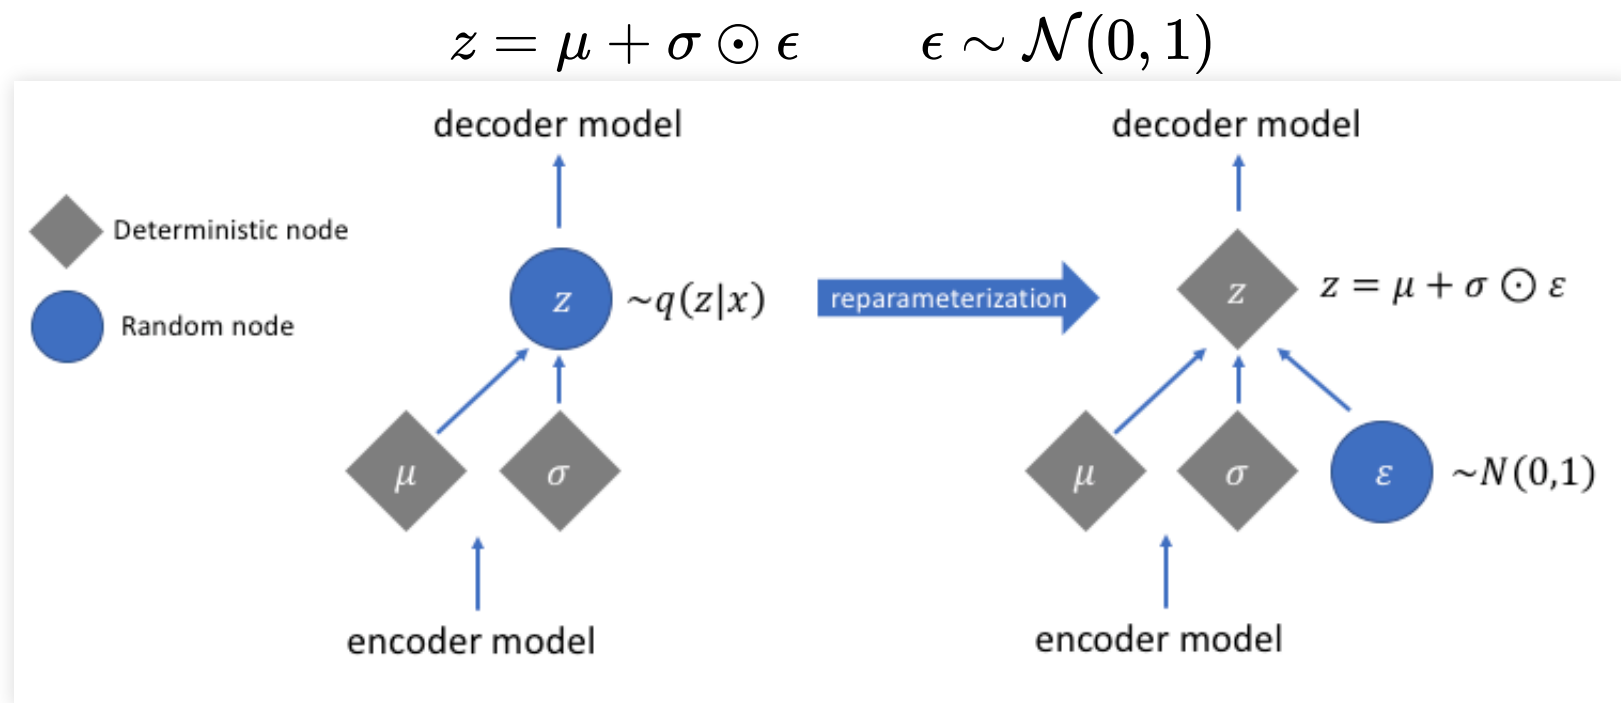 z = μ + σ ⊙ ϵ  ϵ ∼ 𝒩(0, 1)
decoder model
decoder model
Deterministic node
Random node
z ~q(z|x)
reparameterization
z z = μ + σ ⊙ ε
μ σ
μ σ ε ~N(0,1)
encoder model
encoder model